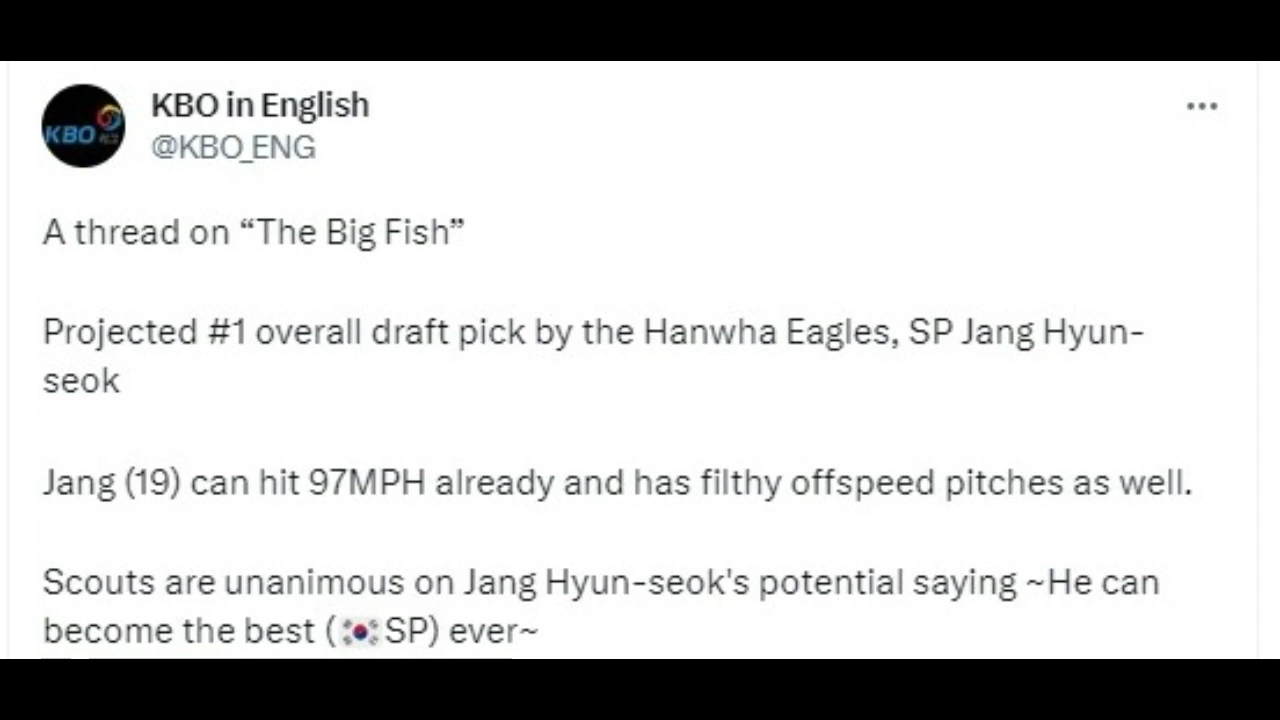 KBO in English
KBO
@KBO_ENG
A thread on “The Big Fish”
Projected #1 overall draft pick by the Hanwha Eagles, SP Jang Hyun-
seok
Jang (19) can hit 97MPH already and has filthy offspeed pitches as well.
Scouts are unanimous on Jang Hyun-seok's potential saying ~He can
become the best (🇰🇷SP) ever~